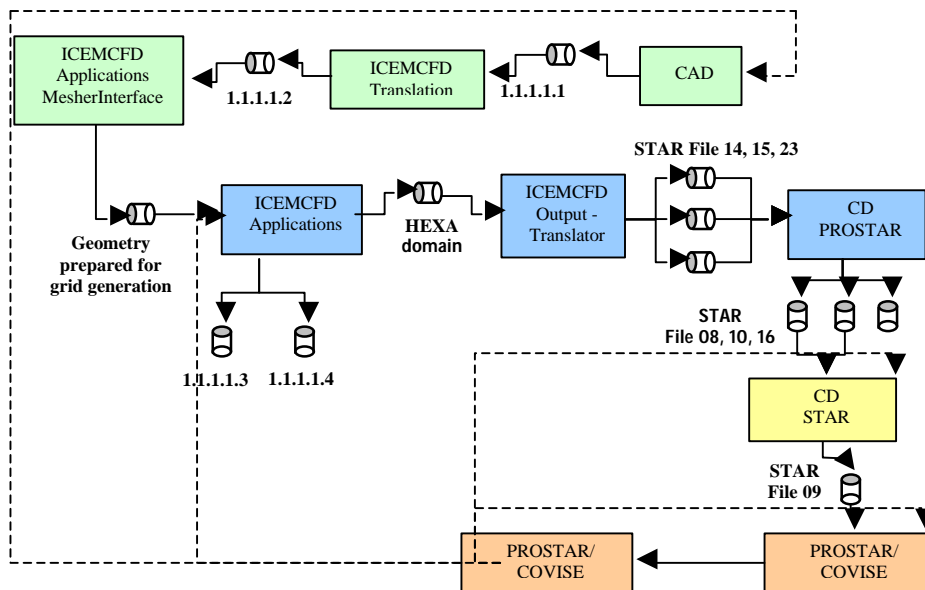 ICEMCFD
Applications
MesherInterface
1.1.1.1.2
ICEMCFD
Translation
1.1.1.1.1
CAD
STAR File 14, 15, 23
Geometry
prepared for
grid generation
ICEMCFD
Applications
HEXA
domain
ICEMCFD
Output -
Translator
CD
PROSTAR
1.1.1.1.3
1.1.1.1.4
STAR
File 08, 10, 16
CD
STAR
STAR
File 09
PROSTAR/
COVISE
PROSTAR/
COVISE